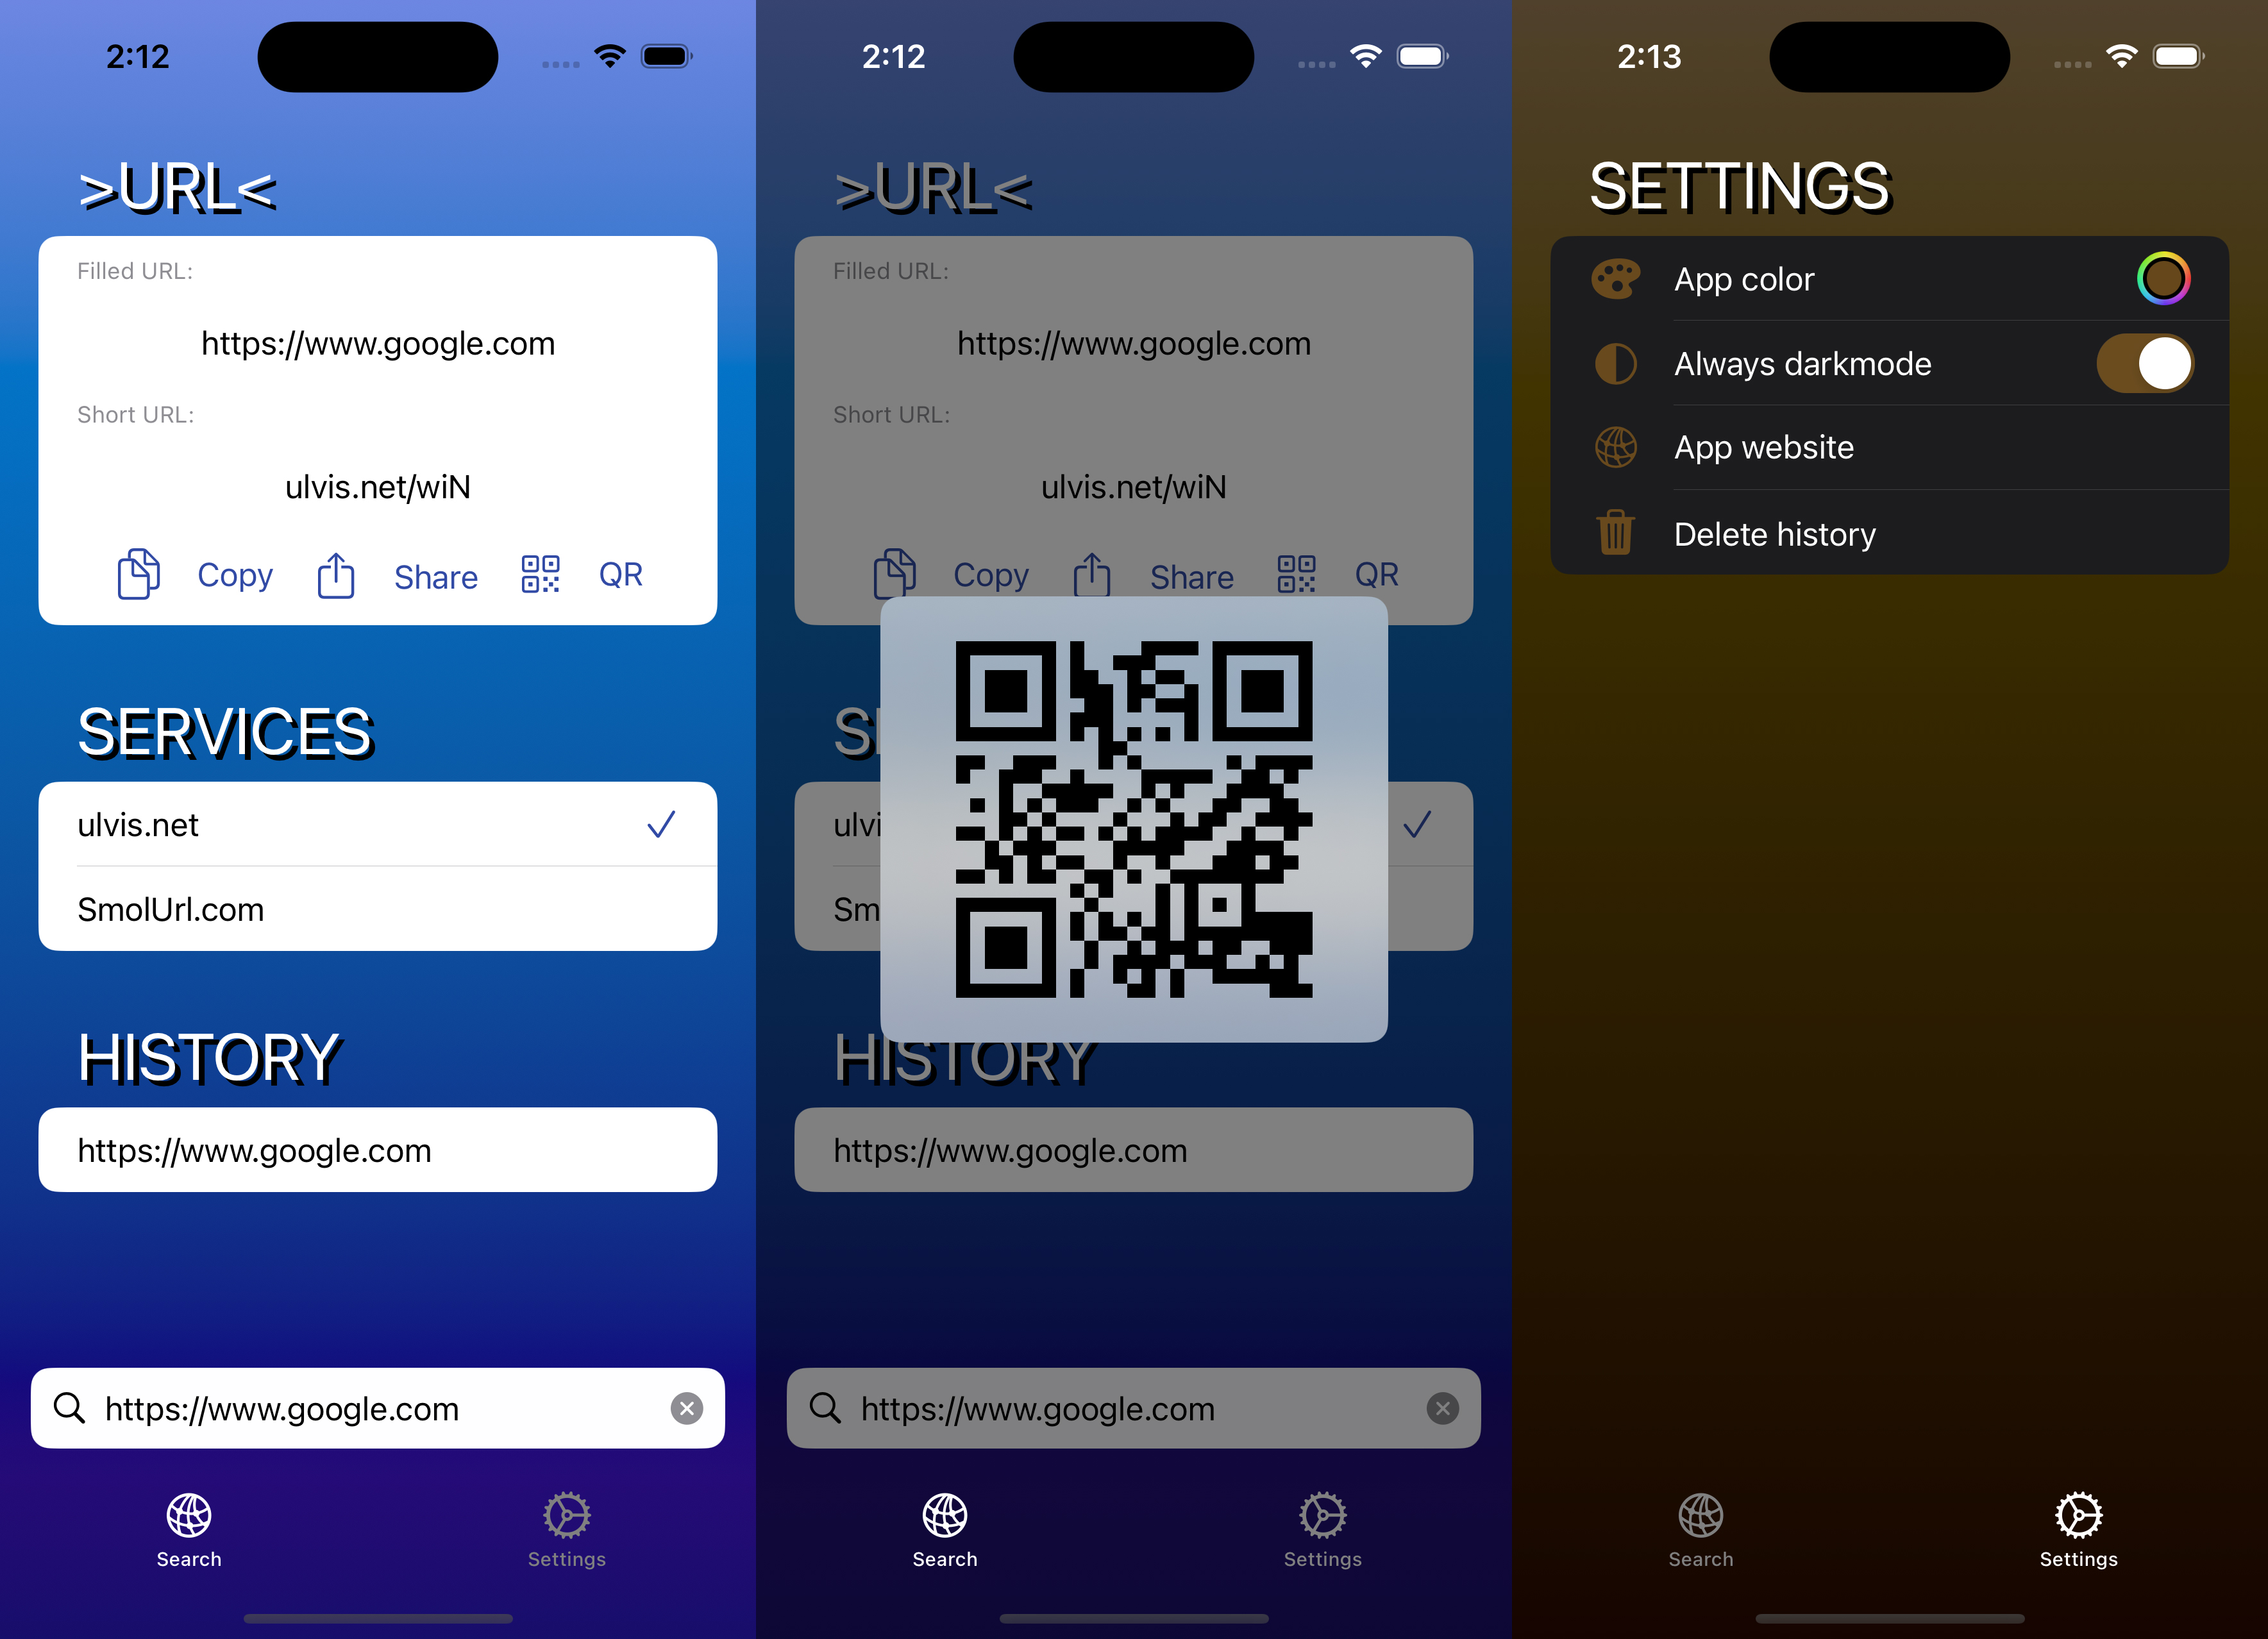 2:12
>URL<
Filled URL:
https://www.google.com
Short URL:
ulvis.net/wiN
Copy Share QR
SERVICES
ulvis.net
SmolUrl.com
HISTORY
https://www.google.com
https://www.google.com
Search Settings
2:12
>URL<
Filled URL:
https://www.google.com
Short URL:
ulvis.net/wiN
Copy Share QR
HISTORY
https://www.google.com
https://www.google.com
Search Settings
2:13
SETTINGS
App color
Always darkmode
App website
Delete history
Search Settings